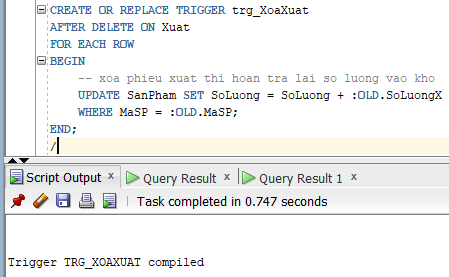 CREATE OR REPLACE TRIGGER trg_XoaXuat
AFTER DELETE ON Xuat
FOR EACH ROW
BEGIN
-- xoa phieu xuat thi hoan tra lai so luong vao kho
UPDATE SanPham SET SoLuong = SoLuong + :OLD.SoLuongX
WHERE MaSP = :OLD.MaSP;
END;
/
Script Output x Query Result x Query Result 1 x
Task completed in 0.747 seconds
Trigger TRG_XOAXUAT compiled